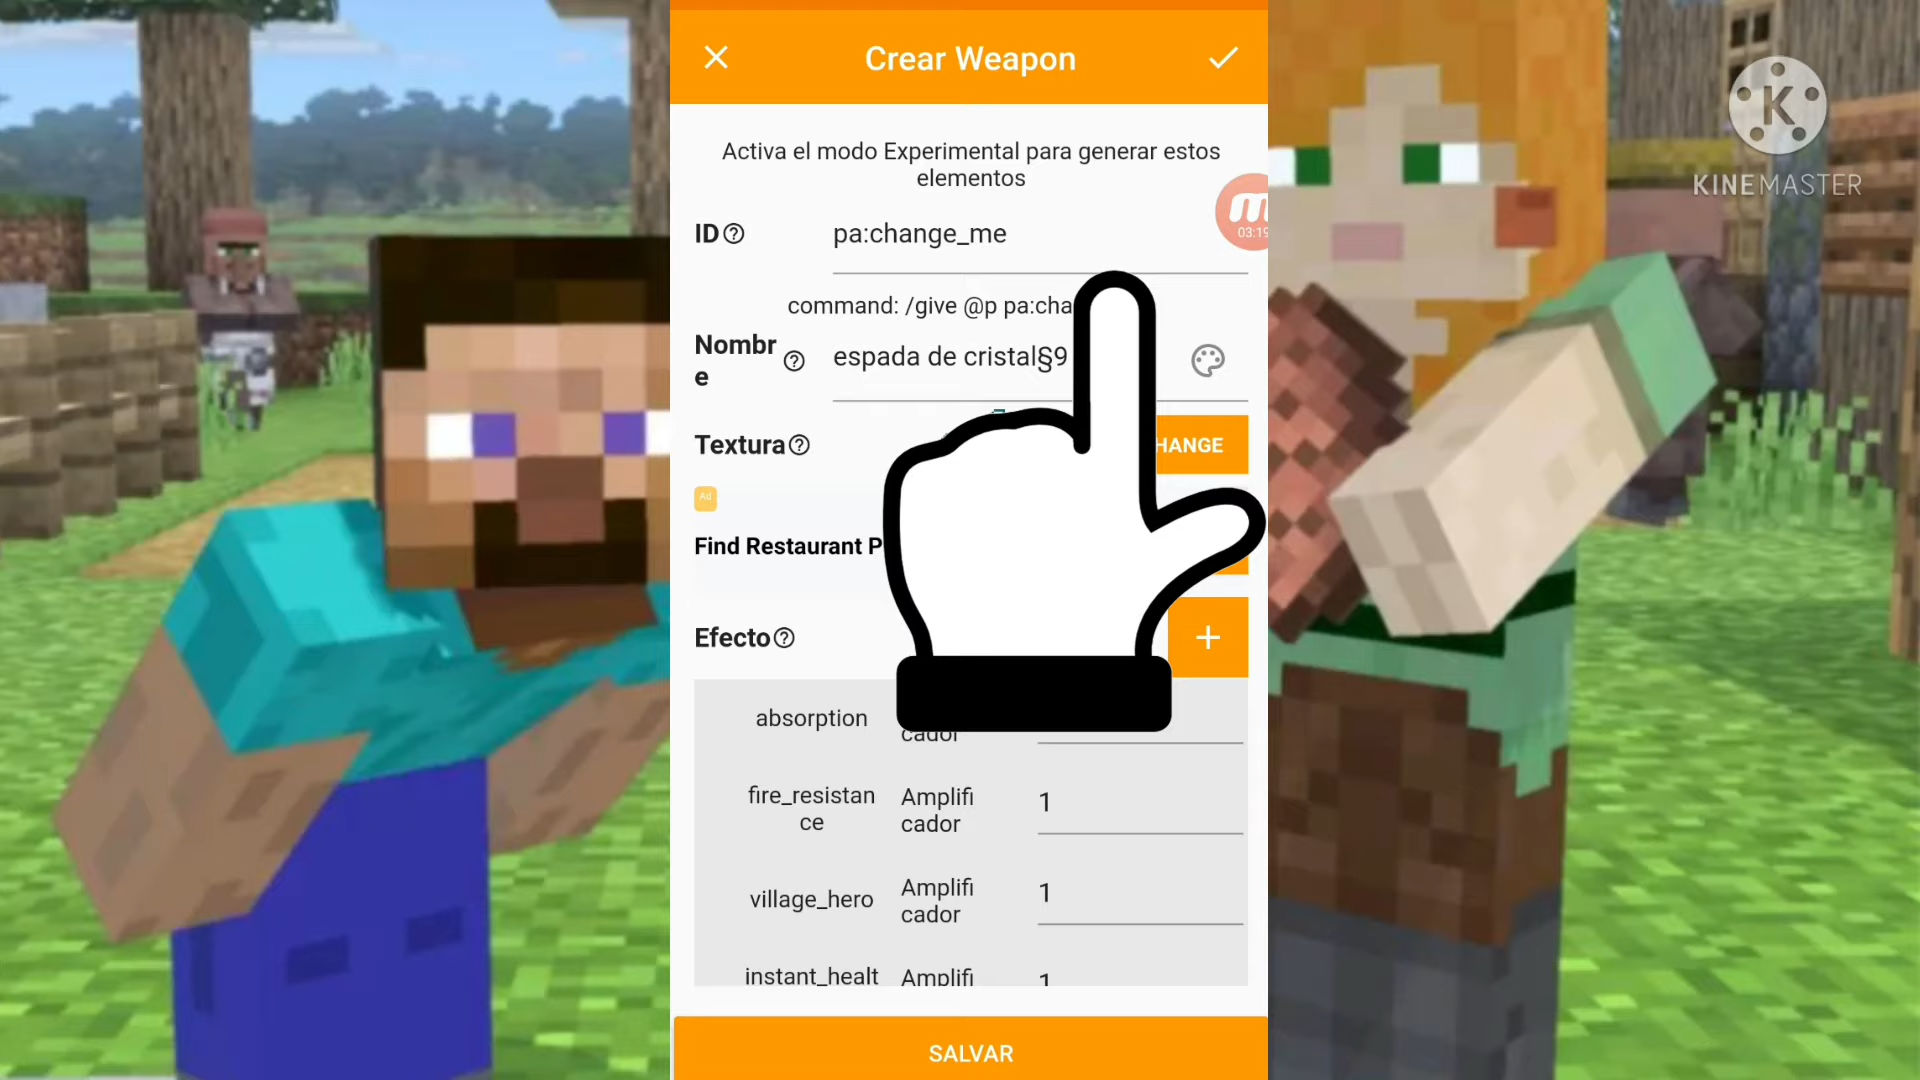 Crear Weapon
Activa el modo Experimental para generar estos
elementos
ID
pa:change_me
03:19
command: /give @p pa:cha
Nombr
e
espada de cristal§9
Textura
HANGE
Ad
Find Restaurant P
Efecto
+
absorption
cador
fire_resistan
ce
Amplifi
cador
1
village_hero
Amplifi
cador
1
instant_healt
Amplifi
1
SALVAR
K
KINEMASTER